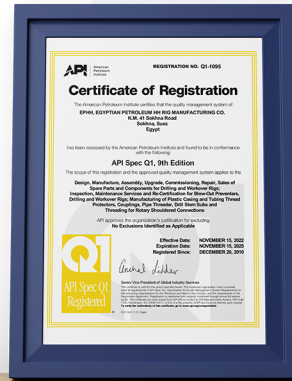 API
American
Petroleum
Institute
REGISTRATION NO. Q1-1095
Certificate of Registration
The American Petroleum Institute certifies that the quality management system of
EPHH, EGYPTIAN PETROLEUM HH RIG MANUFACTURING CO.
K.M. 41 Sokhna Road
Sokhna, Suez
Egypt
has been assessed by the American Petroleum Institute and found to be in conformance
with the following:
API Spec Q1, 9th Edition
The scope of this registration and the approved quality management system applies to the
Design, Manufacture, Assembly, Upgrade, Commissioning, Repair, Sales of
Spare Parts and Components for Drilling and Workover Rigs;
Inspection, Maintenance Services and Re-Certification for Blow-Out Preventers,
Drilling and Workover Rigs; Manufacture of Plastic Casing and Tubing Thread
Protectors, Couplings, Pipe Threader, Drill Stem Subs and
Threading for Rotary Shouldered Connections
API approves the organization's justification for excluding
No Exclusions Identified as Applicable
Effective Date: NOVEMBER 15, 2022
Expiration Date: NOVEMBER 15, 2025
Registered Since: DECEMBER 20, 2010
Q1
API Spec Q1
Registered
Senior Vice President of Global Industry Services